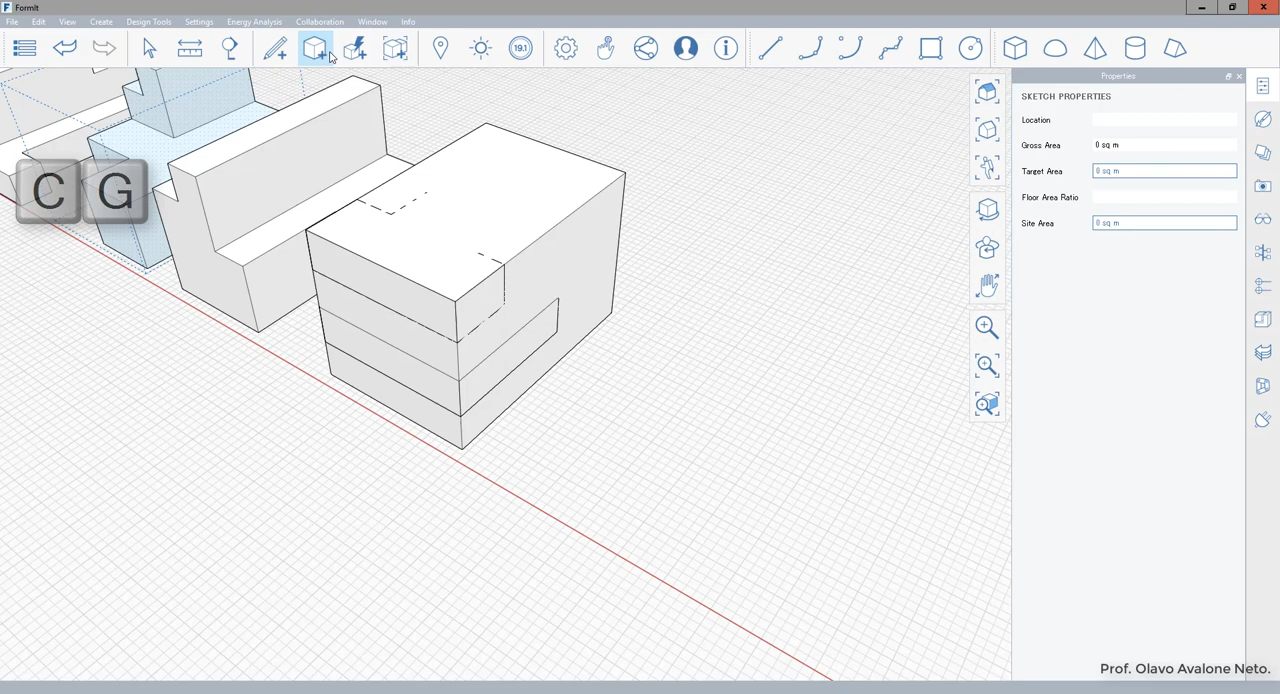 FormIt
File Edit View Create Design Tools Settings Energy Analysis Collaboration Window Info
19.1
Properties
SKETCH PROPERTIES
Location
Gross Area 0 sq m
Target Area 0 sq m
Floor Area Ratio
Site Area 0 sq m
C G
Prof. Olavo Avalone Neto.